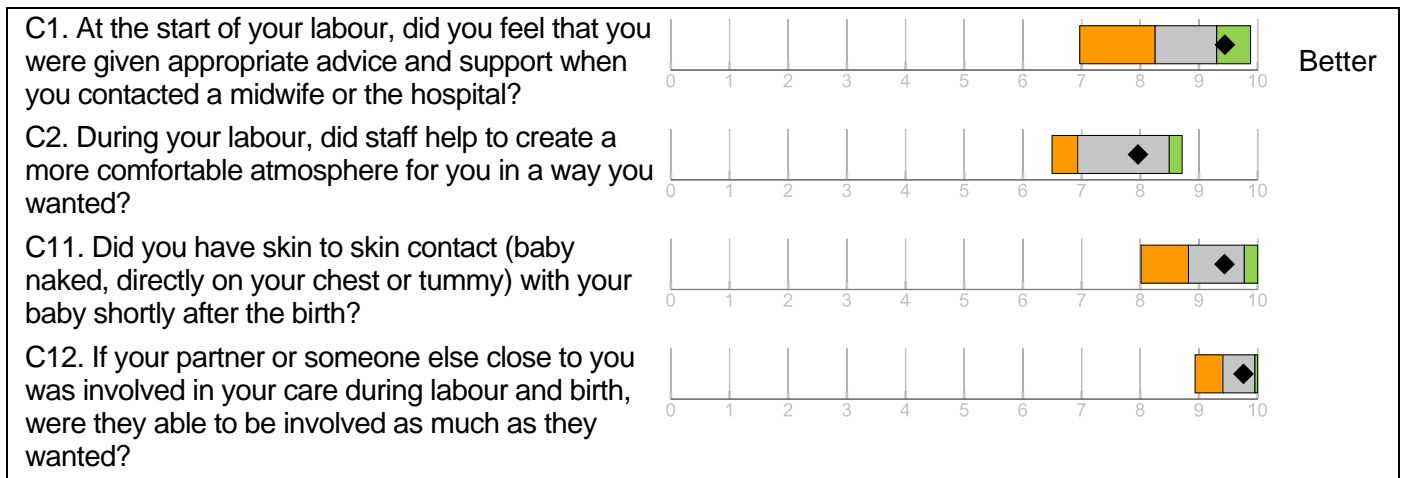 C1. At the start of your labour, did you feel that you
were given appropriate advice and support when
you contacted a midwife or the hospital?
0 1 2 3 4 5 6 7 8 9 10
Better
C2. During your labour, did staff help to create a
more comfortable atmosphere for you in a way you
wanted?
0 1 2 3 4 5 6 7 8 9 10
C11. Did you have skin to skin contact (baby
naked, directly on your chest or tummy) with your
baby shortly after the birth?
0 1 2 3 4 5 6 7 8 9 10
C12. If your partner or someone else close to you
was involved in your care during labour and birth,
were they able to be involved as much as they
wanted?
0 1 2 3 4 5 6 7 8 9 10